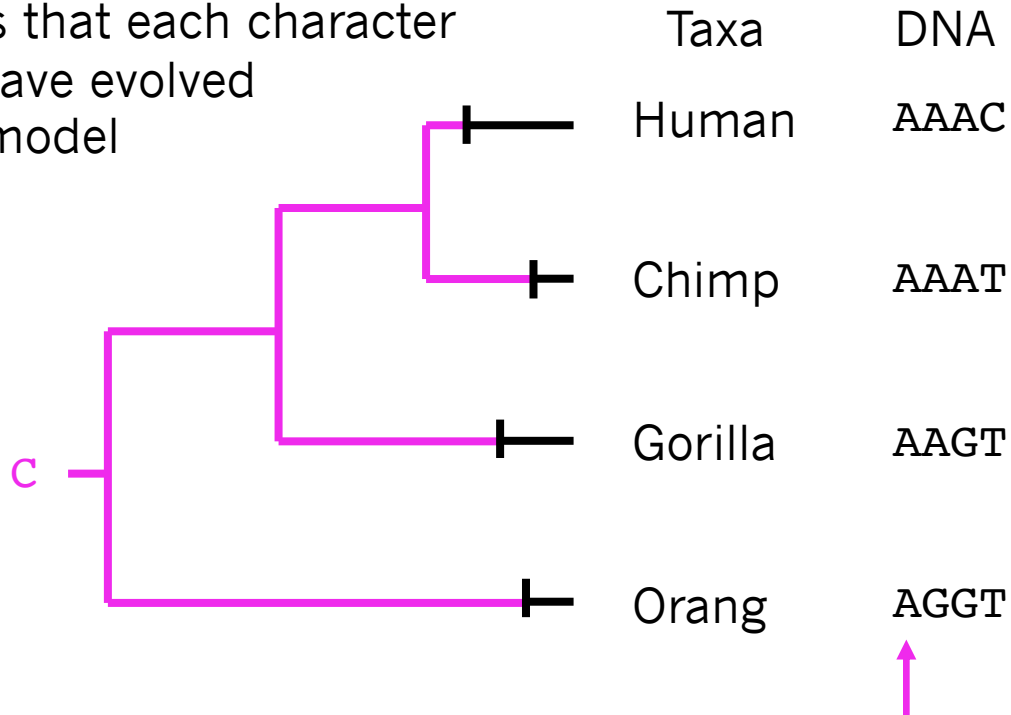 s that each character
ave evolved
model
Taxa DNA
Human AAAC
Chimp AAAT
Gorilla AAGT
C
Orang AGGT